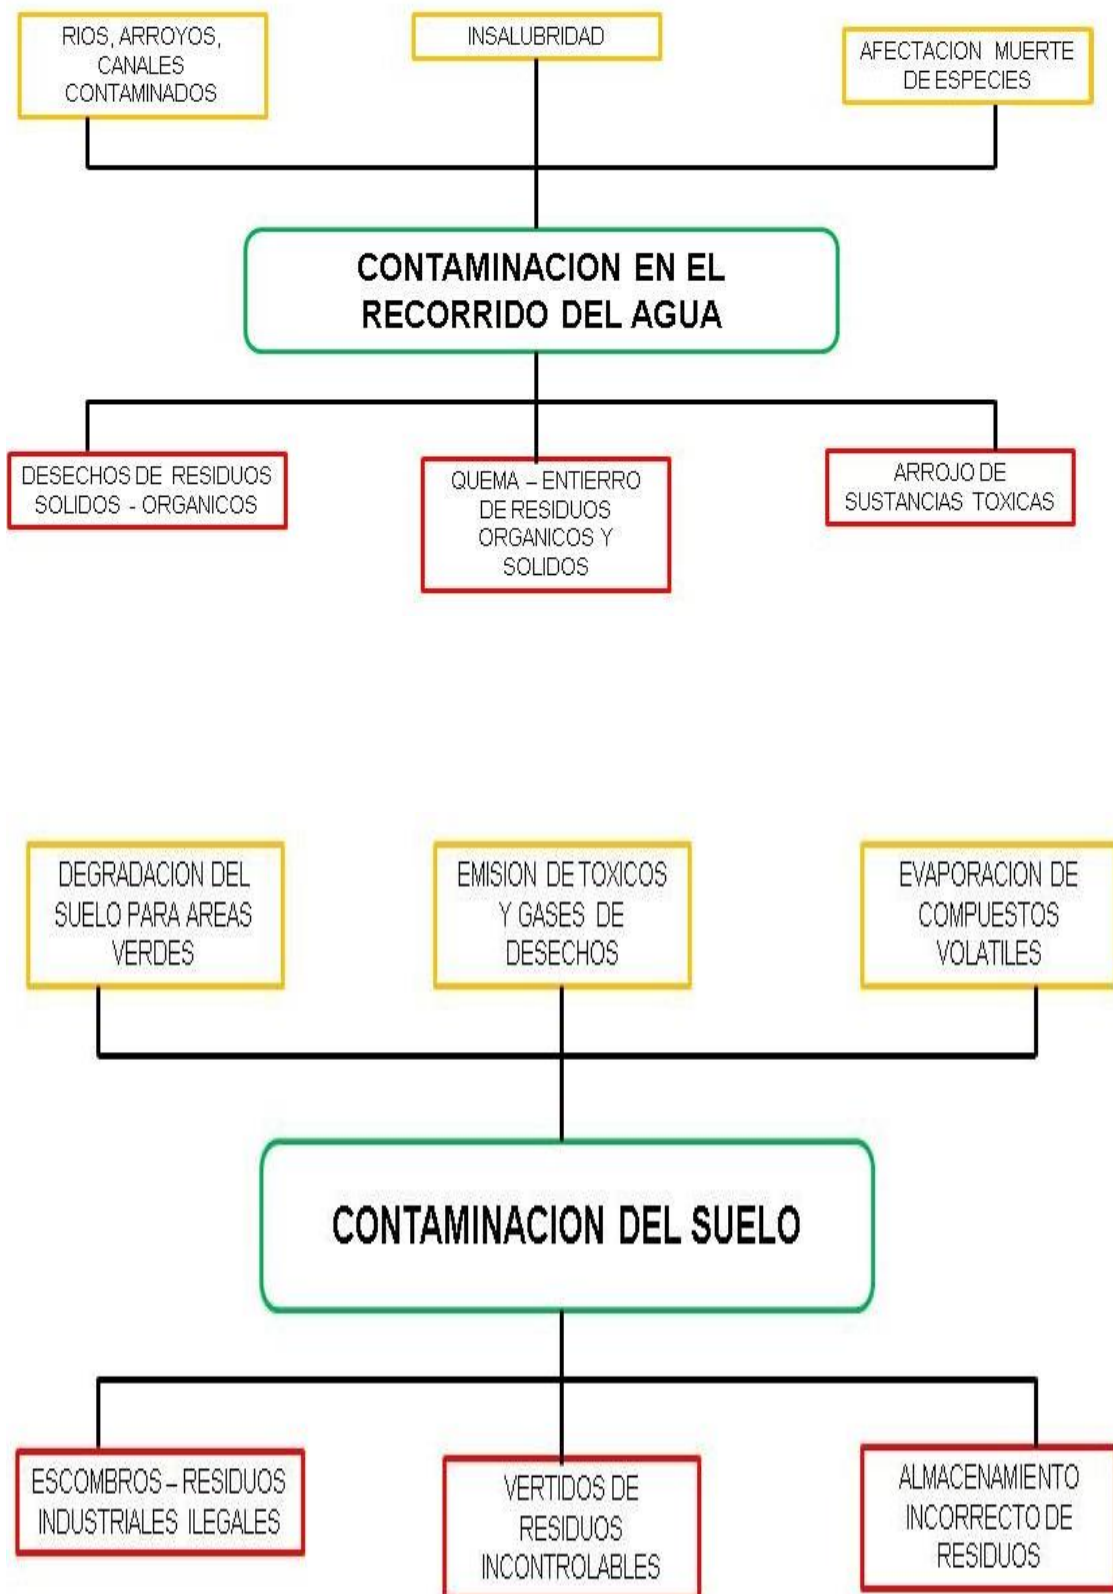 RIOS, ARROYOS,
CANALES
CONTAMINADOS
INSALUBRIDAD
AFECTACION MUERTE
DE ESPECIES
CONTAMINACION EN EL
RECORRIDO DEL AGUA
DESECHOS DE RESIDUOS
SOLIDOS - ORGANICOS
QUEMA – ENTIERRO
DE RESIDUOS
ORGANICOS Y
SOLIDOS
ARROJO DE
SUSTANCIAS TOXICAS
DEGRADACION DEL
SUELO PARA AREAS
VERDES
EMISION DE TOXICOS
Y GASES DE
DESECHOS
EVAPORACION DE
COMPUESTOS
VOLATILES
CONTAMINACION DEL SUELO
ESCOMBROS – RESIDUOS
INDUSTRIALES ILEGALES
VERTIDOS DE
RESIDUOS
INCONTROLABLES
ALMACENAMIENTO
INCORRECTO DE
RESIDUOS